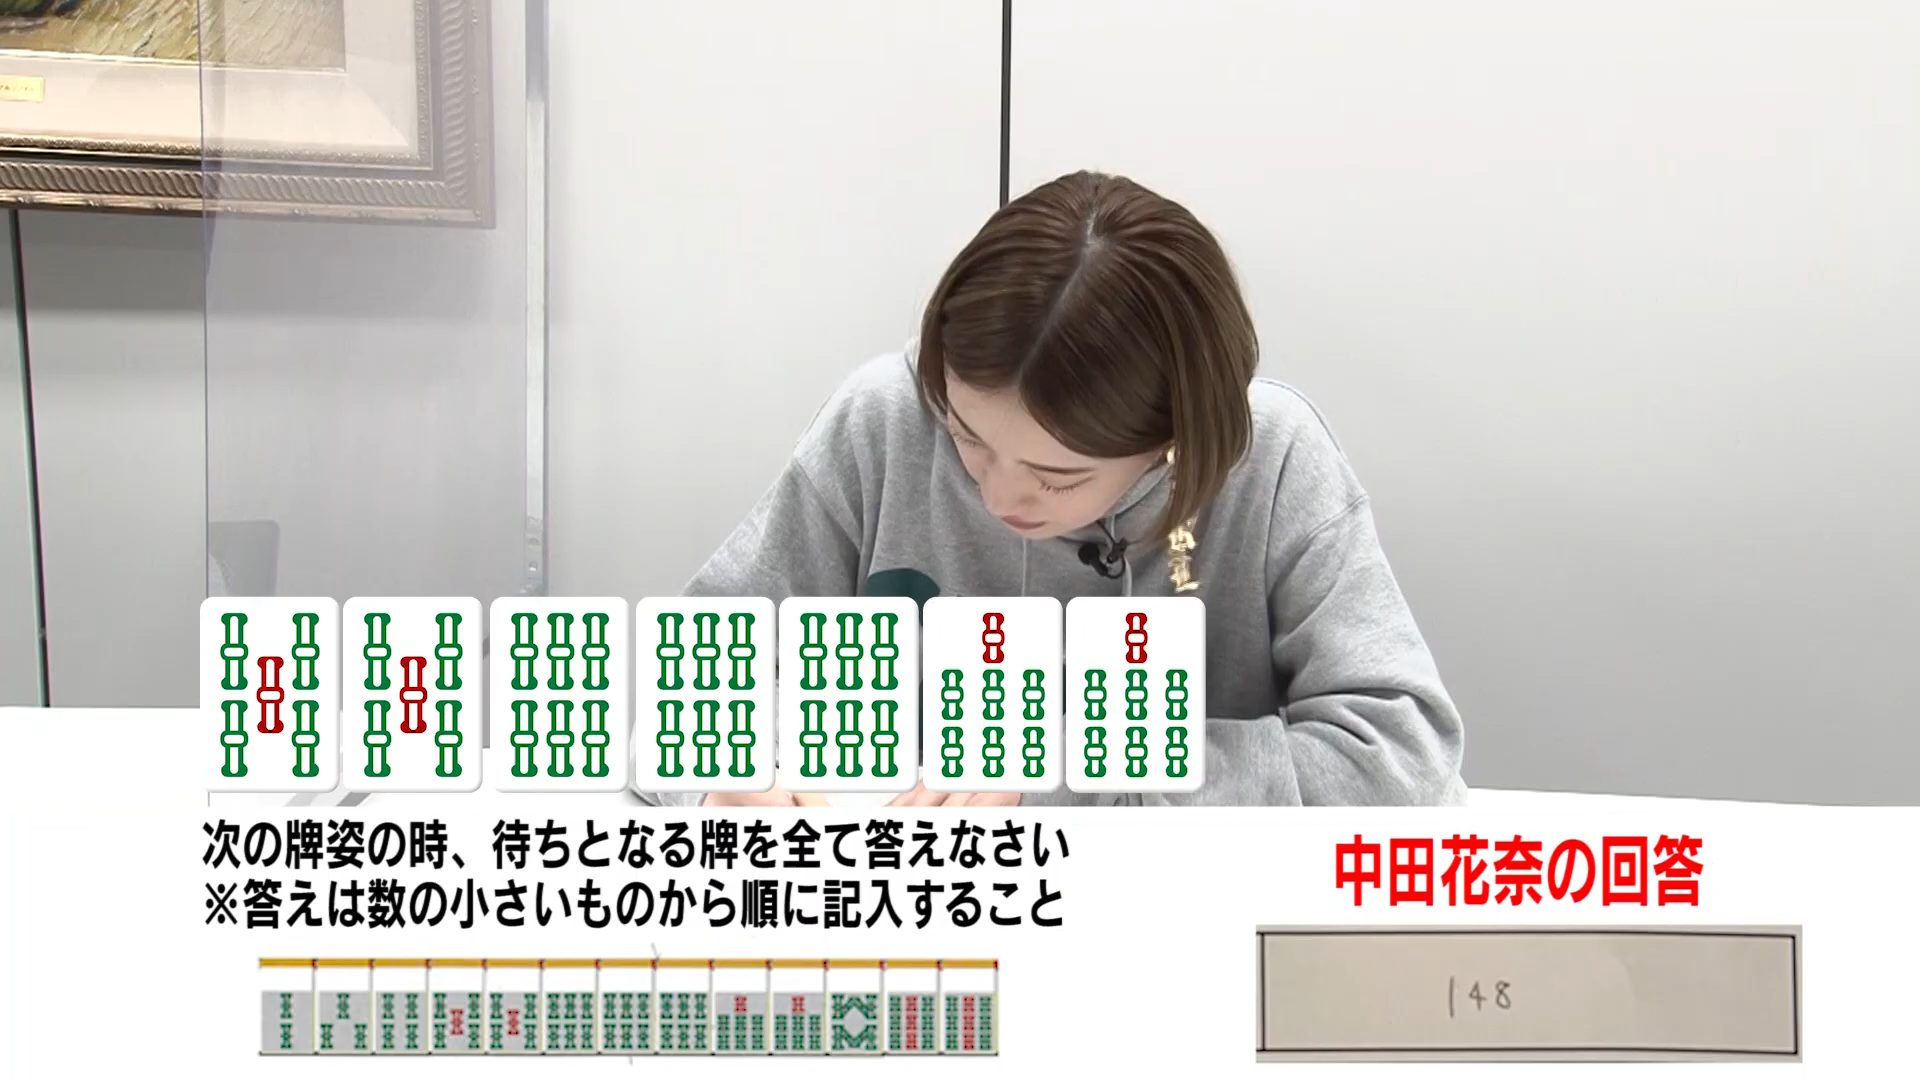 次の牌姿の時、待ちとなる牌を全て答えなさい
※答えは数の小さいものから順に記入すること
中田花奈の回答
148